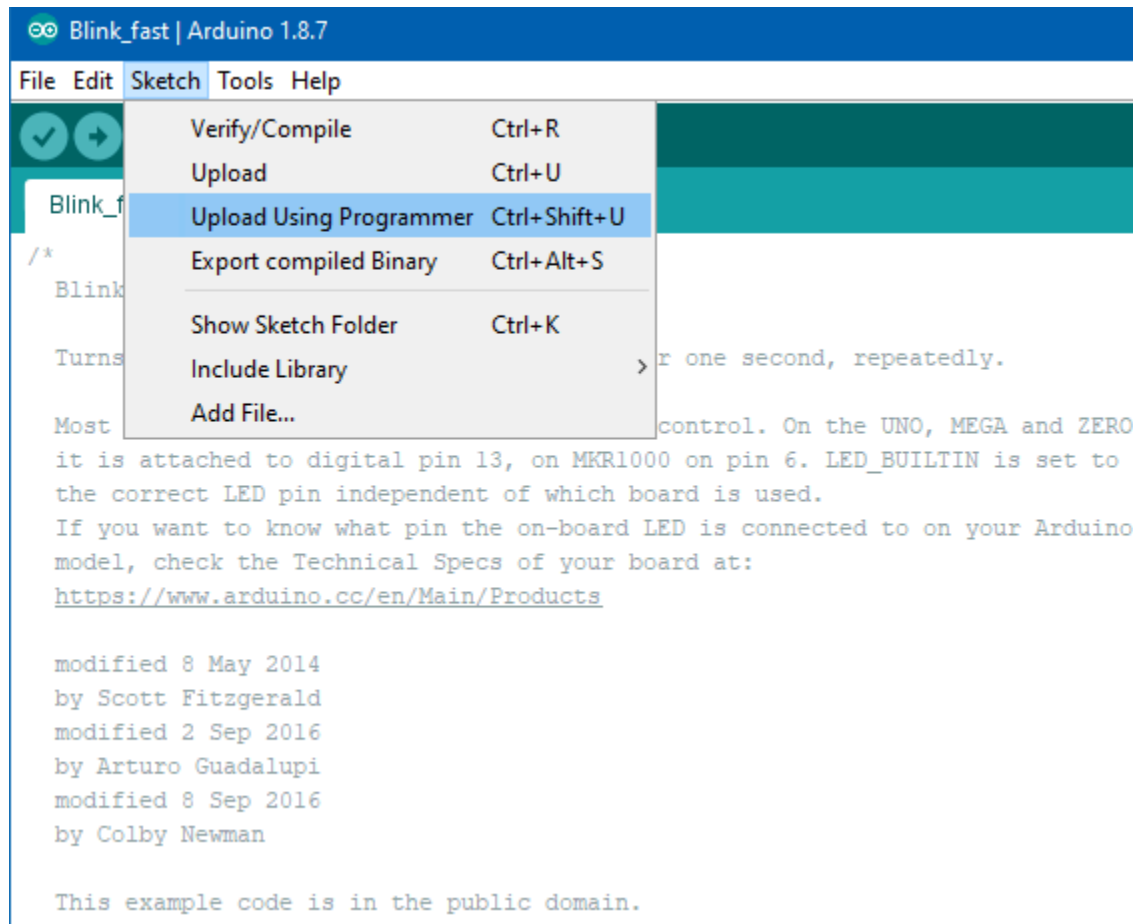 Blink_fast | Arduino 1.8.7
File Edit Sketch Tools Help
Verify/Compile Ctrl+R
Upload Ctrl+U
Blink_f
Upload Using Programmer Ctrl+Shift+U
Export compiled Binary Ctrl+Alt+S
Show Sketch Folder Ctrl+K
Include Library >
Add File...
/*
Blink
Turns r one second, repeatedly.
Most control. On the UNO, MEGA and ZERO
it is attached to digital pin 13, on MKR1000 on pin 6. LED_BUILTIN is set to
the correct LED pin independent of which board is used.
If you want to know what pin the on-board LED is connected to on your Arduino
model, check the Technical Specs of your board at:
https://www.arduino.cc/en/Main/Products
modified 8 May 2014
by Scott Fitzgerald
modified 2 Sep 2016
by Arturo Guadalupi
modified 8 Sep 2016
by Colby Newman
This example code is in the public domain.